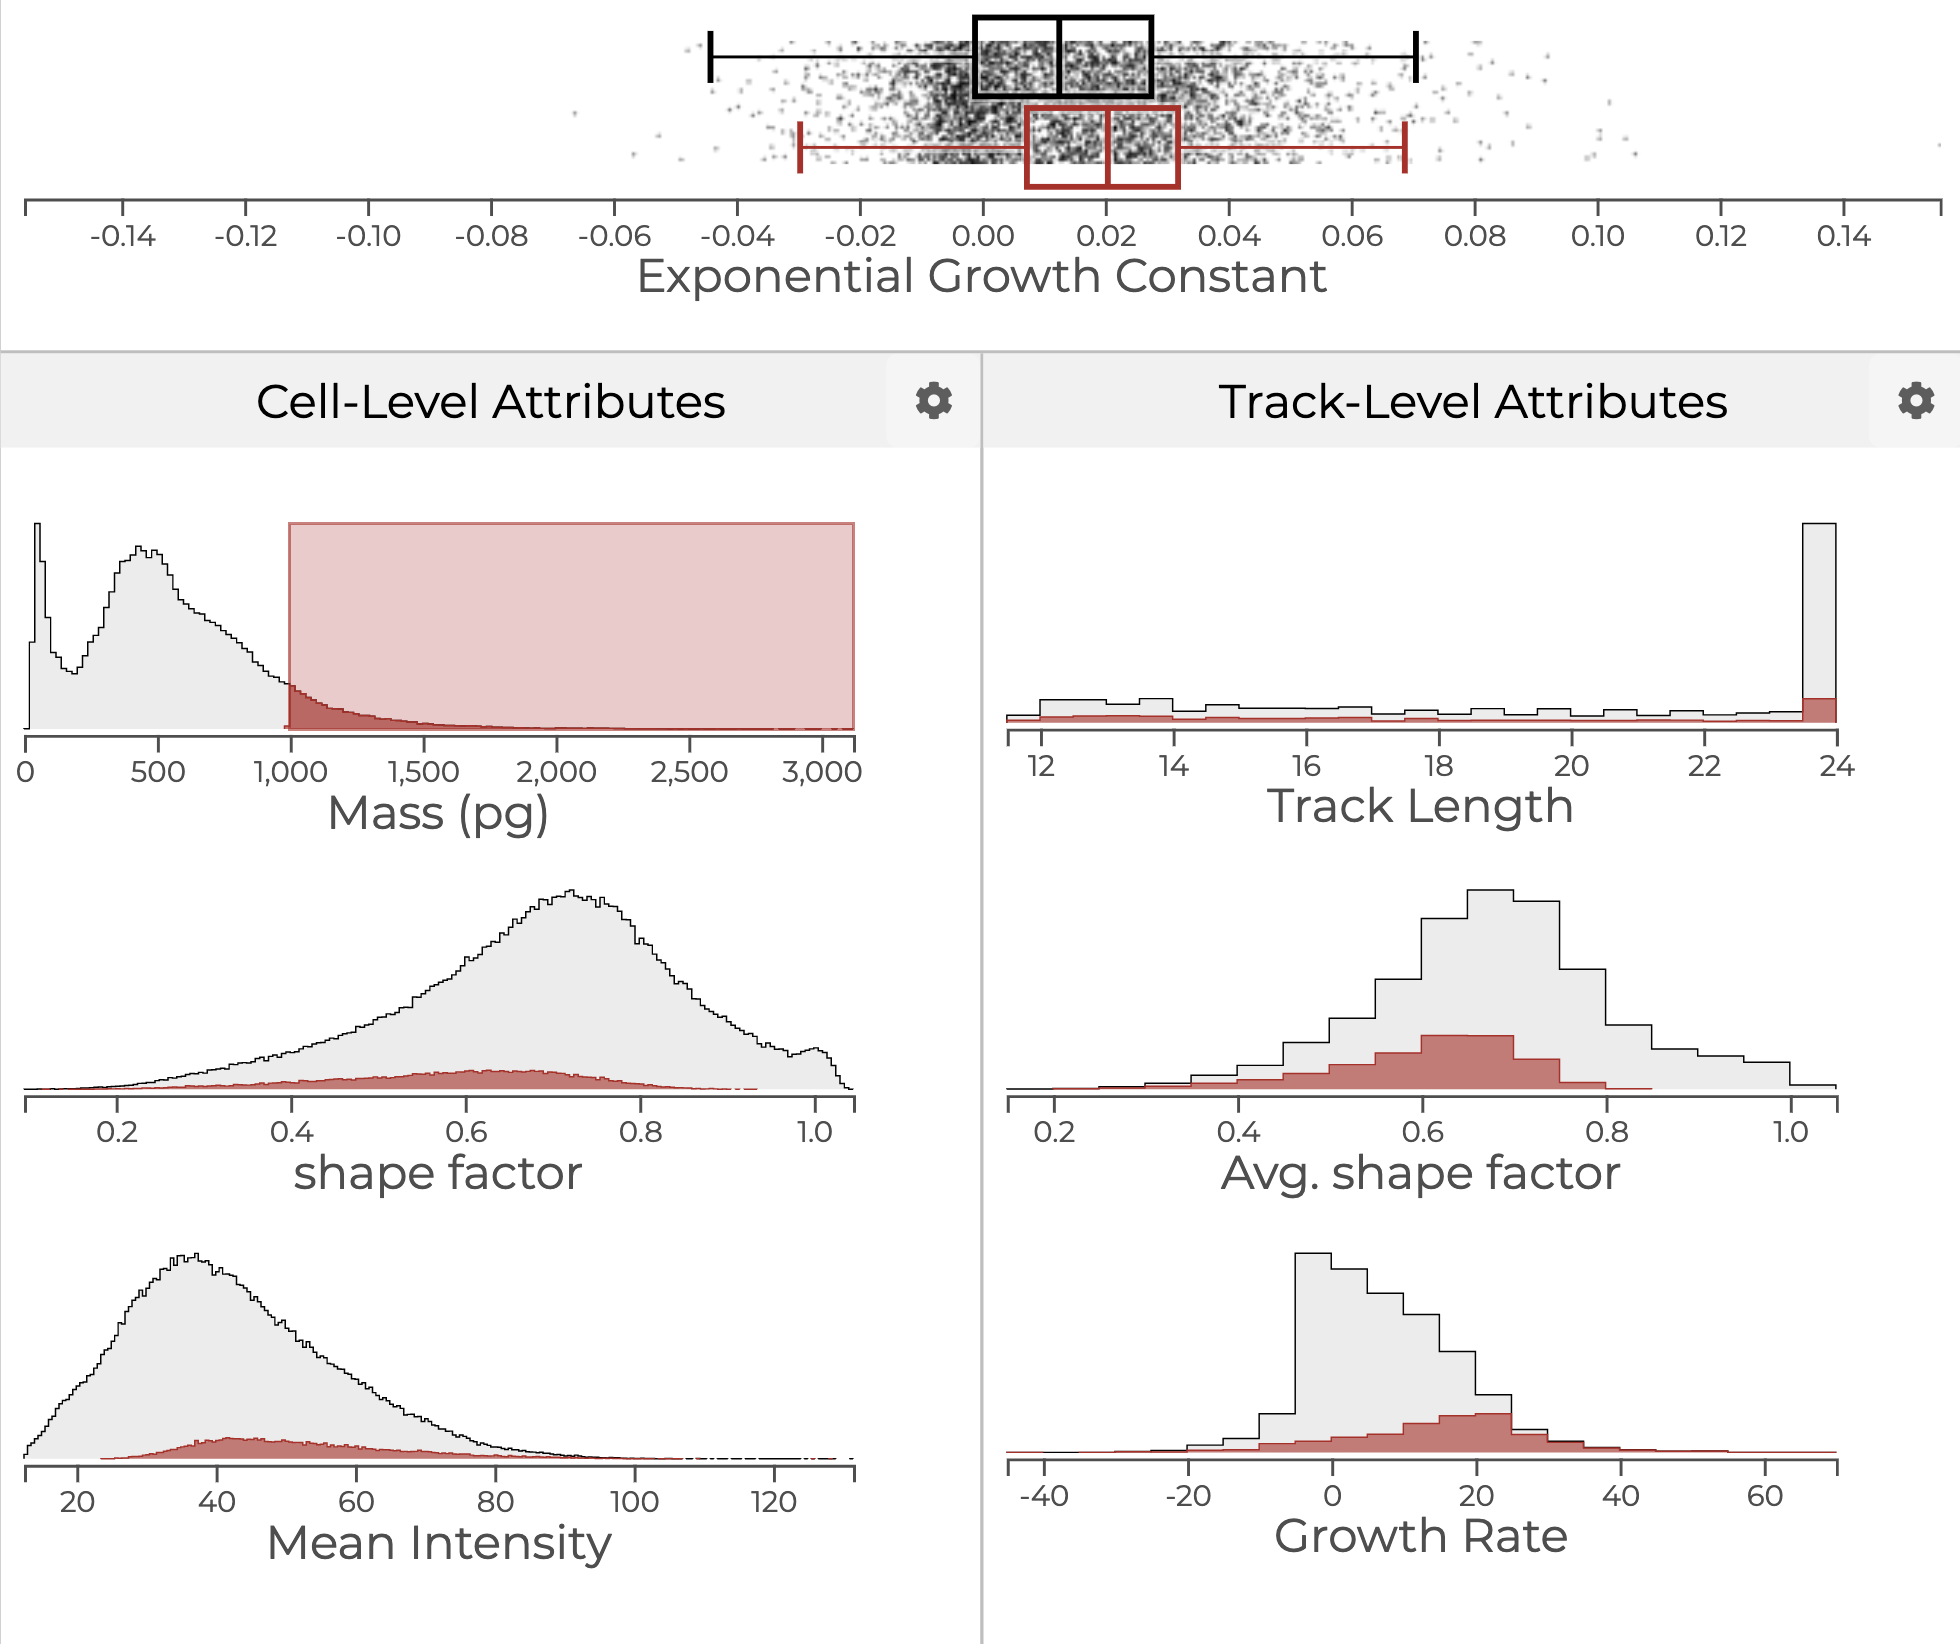 -0.14 -0.12 -0.10 -0.08 -0.06 -0.04 -0.02 0.00 0.02 0.04 0.06 0.08 0.10 0.12 0.14
Exponential Growth Constant
Cell-Level Attributes
0 500 1,000 1,500 2,000 2,500 3,000
Mass (pg)
0.2 0.4 0.6 0.8 1.0
shape factor
20 40 60 80 100 120
Mean Intensity
Track-Level Attributes
12 14 16 18 20 22 24
Track Length
0.2 0.4 0.6 0.8 1.0
Avg. shape factor
-40 -20 0 20 40 60
Growth Rate